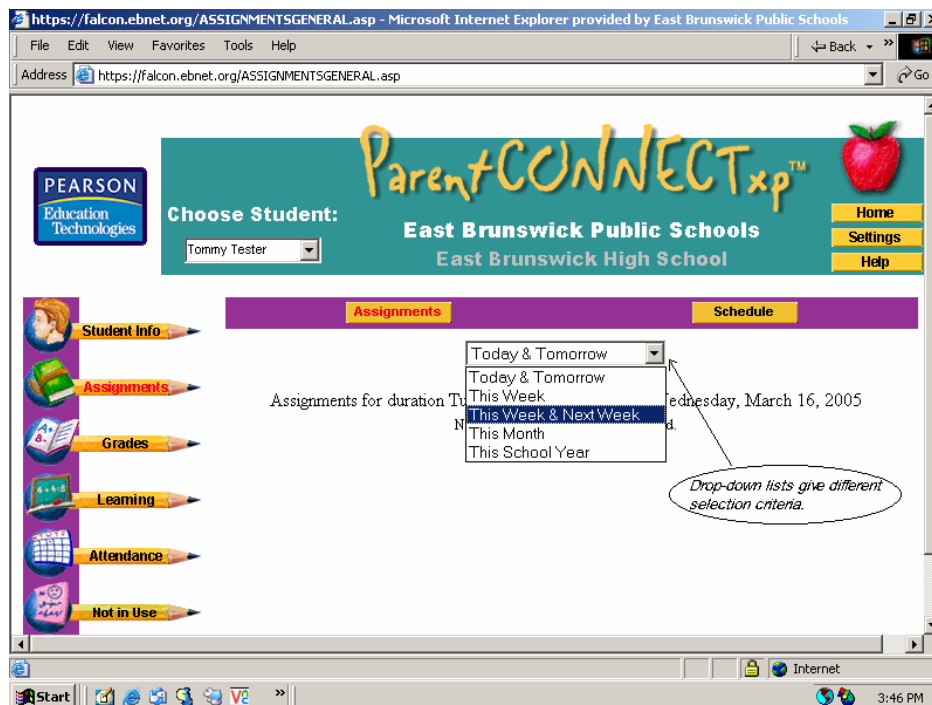 https://falcon.ebnet.org/ASSIGNMENTSGENERAL.asp - Microsoft Internet Explorer provided by East Brunswick Public Schools
File Edit View Favorites Tools Help
Back
Address https://falcon.ebnet.org/ASSIGNMENTSGENERAL.asp Go
ParentCONNECTxp™
PEARSON
Education
Technologies
Choose Student:
Tommy Tester
East Brunswick Public Schools
East Brunswick High School
Home
Settings
Help
Assignments Schedule
Student Info
Assignments
Grades
Learning
Attendance
Not in Use
Today & Tomorrow
Today & Tomorrow
This Week
This Week & Next Week
This Month
This School Year
Assignments for duration Tu ednesday, March 16, 2005
N d.
Drop-down lists give different
selection criteria.
Internet
Start 3:46 PM